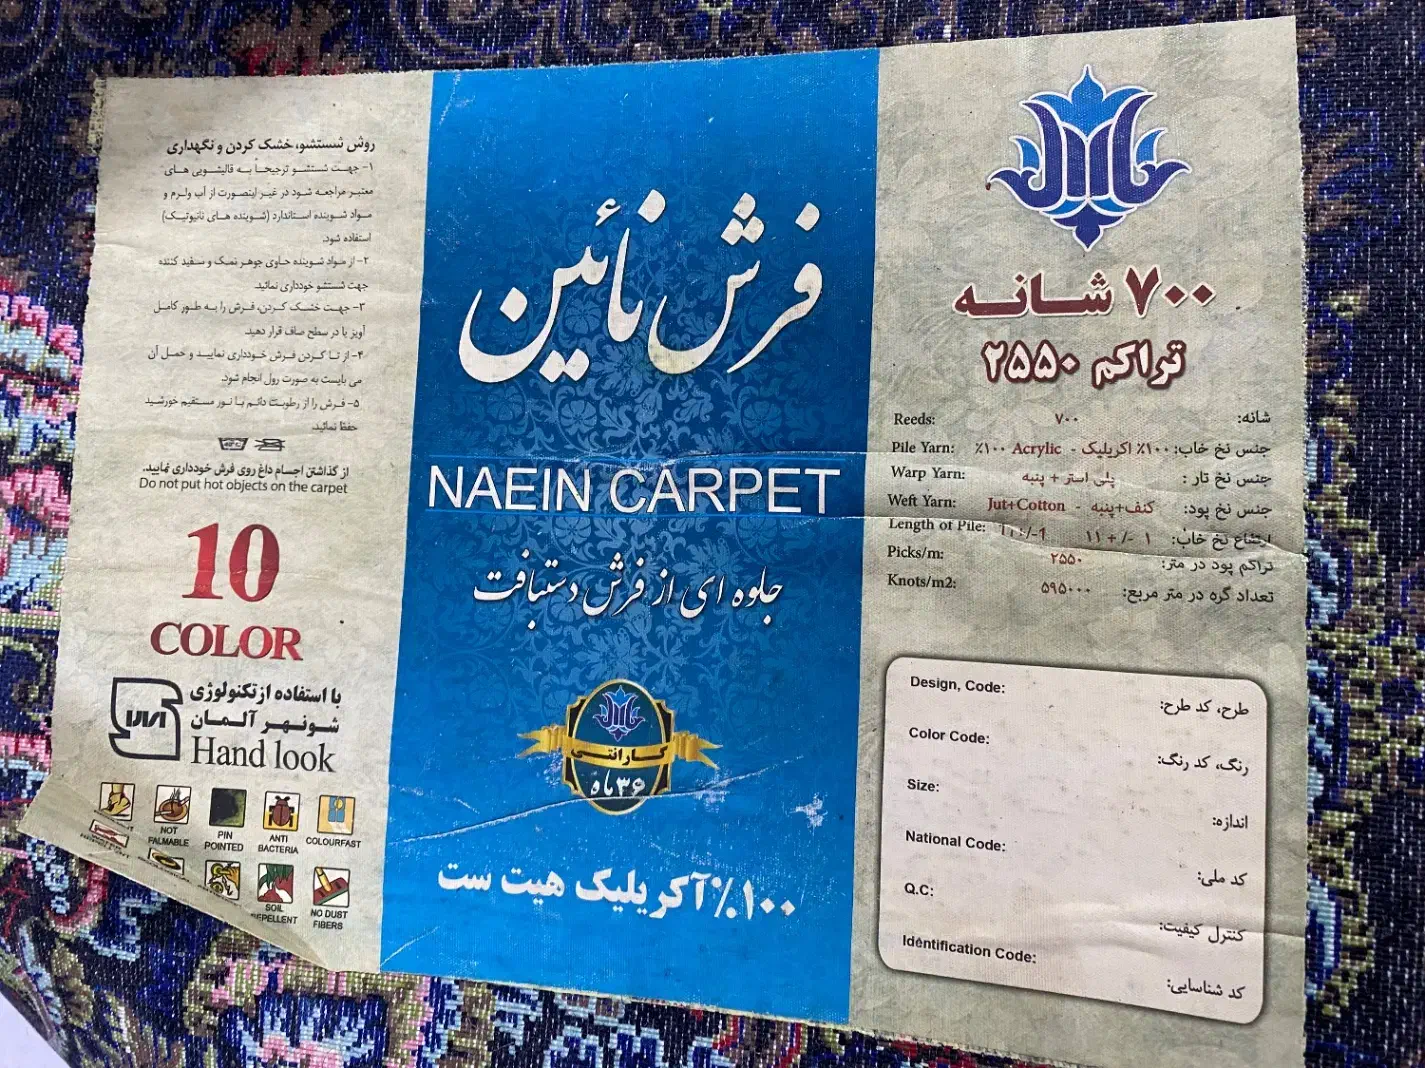 روش شستشو، خشک کردن و نگهداری
۱- جهت شستشو ترجیحاً به قالیشویی های
معتبر مراجعه شود در غیر اینصورت از آب ولرم و
مواد شوینده استاندارد (شوینده های نانیوتیک)
استفاده شود.
۲- از مواد شوینده حاوی جوهر نمک و سفید کننده
جهت شستشو خودداری نمائید.
۳- جهت خشک کردن، فرش را به طور کامل
آویز یا در سطح صاف قرار دهید.
۴- از تا کردن فرش خودداری نمایید و حمل آن
می بایست به صورت رول انجام شود.
۵- فرش را از رطوبت دائم یا نور مستقیم خورشید
حفظ نمائید.
از گذاشتن اجسام داغ روی فرش خودداری نمایید.
Do not put hot objects on the carpet
10
COLOR
با استفاده از تکنولوژی
شونهر آلمان
Hand look
NOT
FALMABLE
PIN
POINTED
ANTI
BACTERIA
COLOURFAST
SOIL
REPELLENT
NO DUST
FIBERS
فرش نائین
NAEIN CARPET
جلوه ای از فرش دستبافت
گارانتی
۳۶ ماه
۱۰۰٪ آکریلیک هیت ست
۷۰۰ شانه
تراکم ۲۵۵۰
Reeds: ۷۰۰ شانه:
Pile Yarn: ٪۱۰۰ Acrylic - ٪۱۰۰ اکریلیک جنس نخ خاب:
Warp Yarn: پلی استر + پنبه جنس نخ تار :
Weft Yarn: Jut+Cotton - کنف+پنبه جنس نخ پود:
Length of Pile: ۱۱ +/- ۱ ارتفاع نخ خاب:
Picks/m: ۲۵۵۰ تراکم پود در متر:
Knots/m2: ۵۹۵۰۰۰ تعداد گره در متر مربع:
Design, Code: طرح، کد طرح:
Color Code: رنگ، کد رنگ:
Size: اندازه:
National Code: کد ملی:
Q.C: کنترل کیفیت:
Identification Code: کد شناسایی: